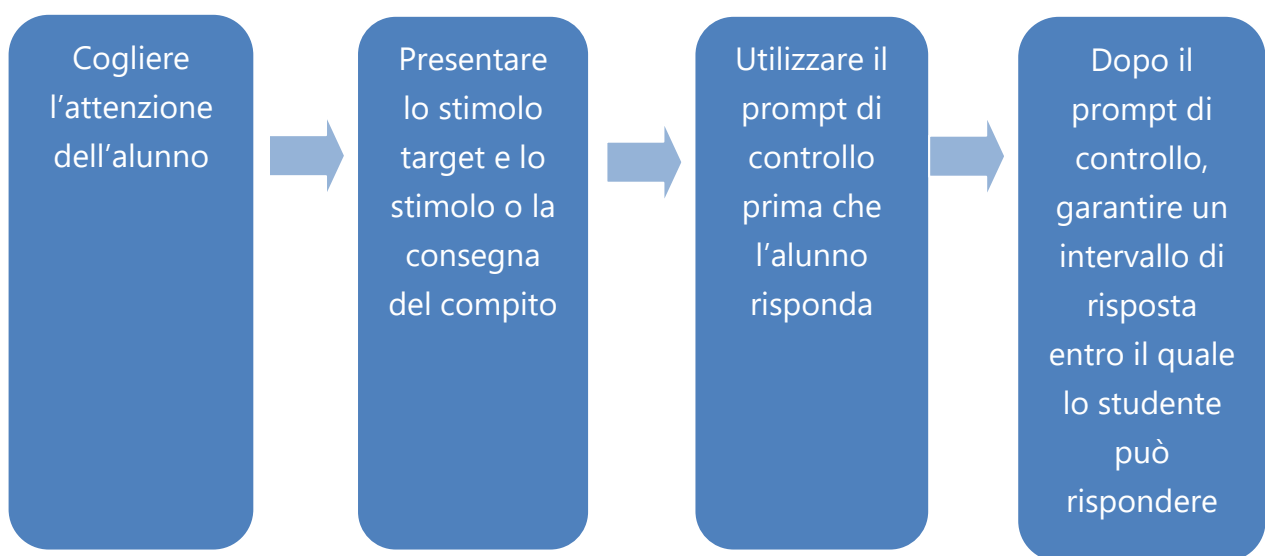 Cogliere
l’attenzione
dell’alunno
Presentare
lo stimolo
target e lo
stimolo o la
consegna
del compito
Utilizzare il
prompt di
controllo
prima che
l’alunno
risponda
Dopo il
prompt di
controllo,
garantire un
intervallo di
risposta
entro il quale
lo studente
può
rispondere